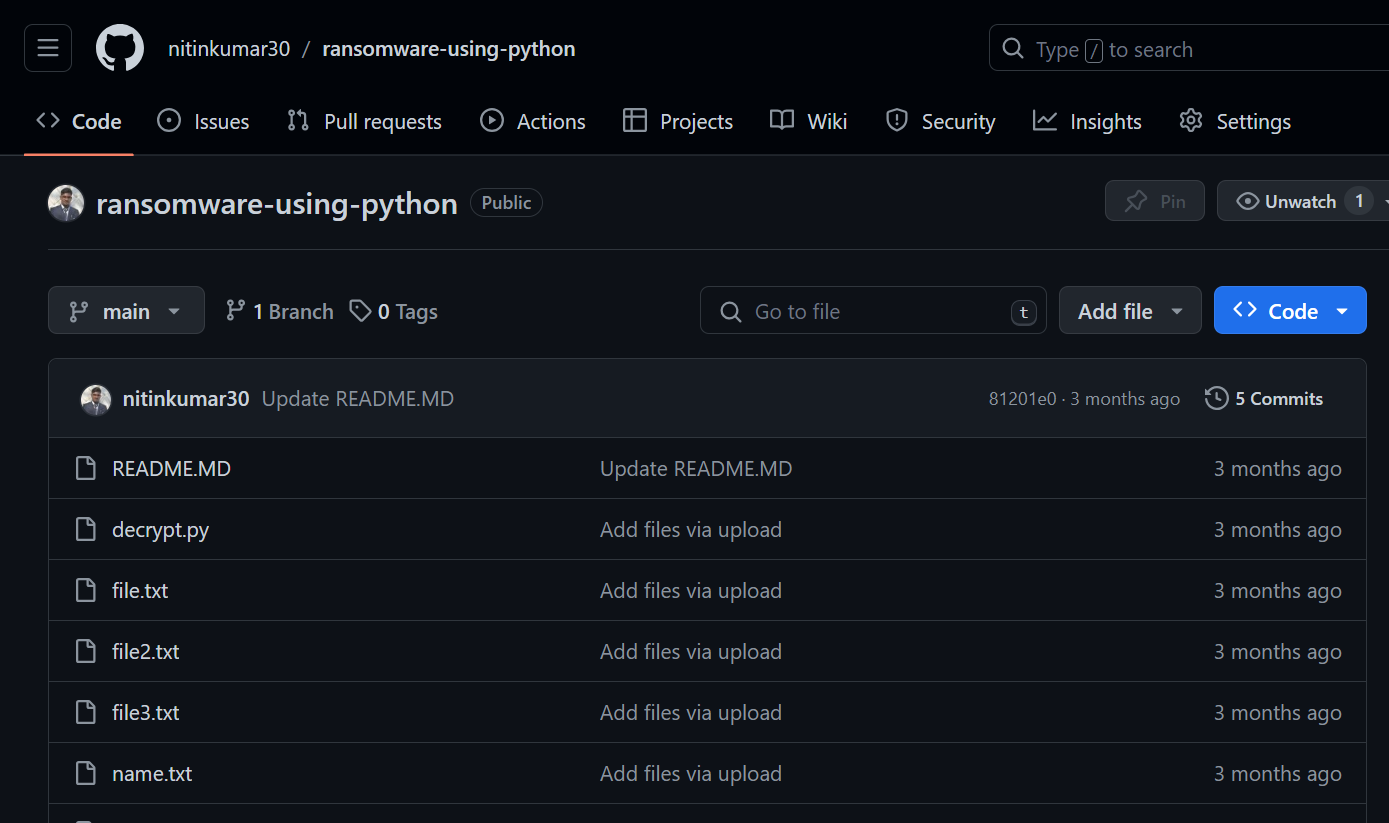 nitinkumar30 / ransomware-using-python
Type / to search
Code Issues Pull requests Actions Projects Wiki Security Insights Settings
ransomware-using-python Public Pin Unwatch 1
main 1 Branch 0 Tags Go to file t Add file Code
nitinkumar30 Update README.MD 81201e0 · 3 months ago 5 Commits
README.MD Update README.MD 3 months ago
decrypt.py Add files via upload 3 months ago
file.txt Add files via upload 3 months ago
file2.txt Add files via upload 3 months ago
file3.txt Add files via upload 3 months ago
name.txt Add files via upload 3 months ago